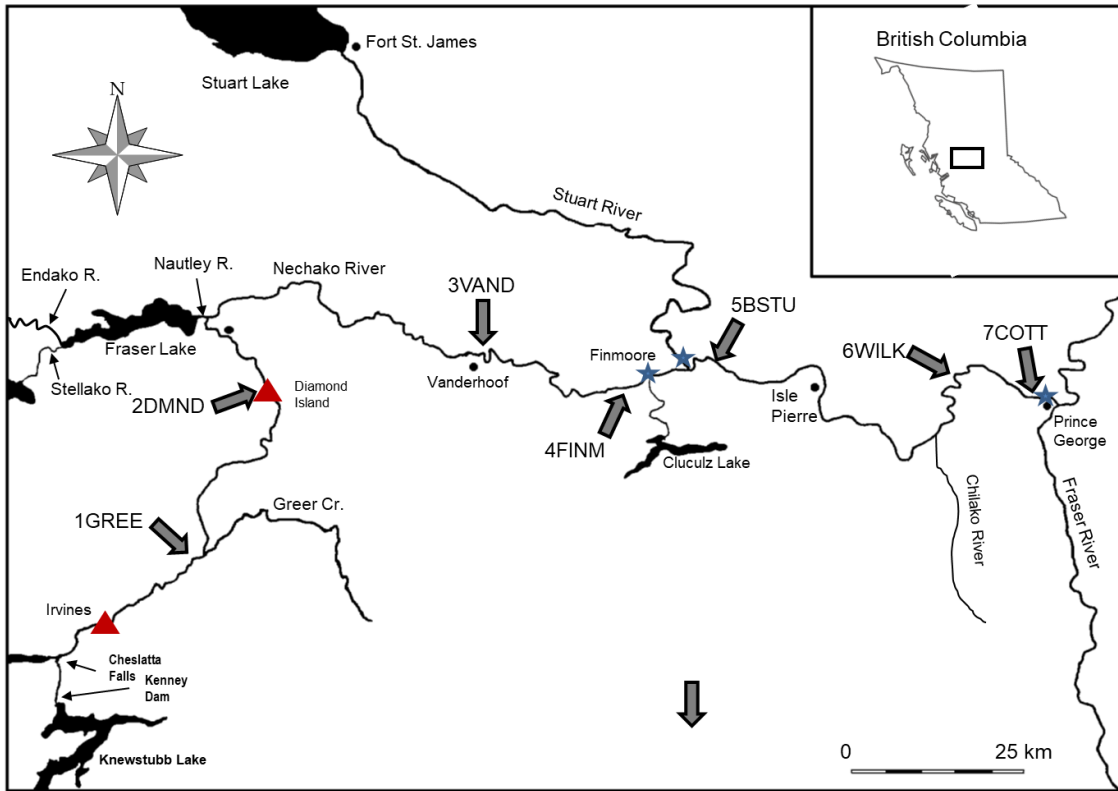 Fort St. James
British Columbia
Stuart Lake
N
Stuart River
Nautley R.
Endako R.
Nechako River
3VAND
5BSTU
7COTT
6WILK
Finmoore
Fraser Lake
Vanderhoof
Stellako R.
Diamond
Island
2DMND
Isle
Pierre
Prince
George
4FINM
Cluculz Lake
Greer Cr.
1GREE
Chilako River
Fraser River
Irvines
Cheslatta
Falls
Kenney
Dam
Knewstubb Lake
0
25 km